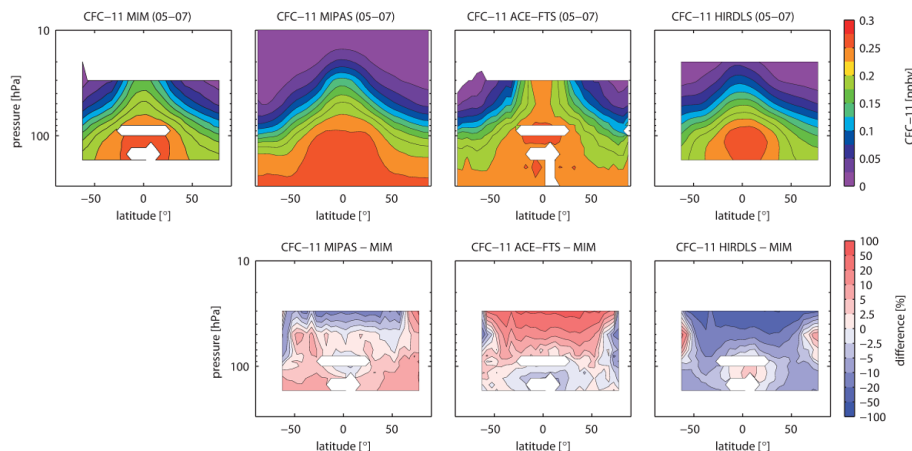 CFC−11 MIM (05−07)
CFC−11 MIPAS (05−07)
CFC−11 ACE−FTS (05−07)
CFC−11 HIRDLS (05−07)
10
100
pressure [hPa]
−50 0 50
latitude [°]
−50 0 50
latitude [°]
−50 0 50
latitude [°]
−50 0 50
latitude [°]
0.3
0.25
0.2
0.15
0.1
0.05
0
CFC−11 [ppbv]
CFC−11 MIPAS − MIM
CFC−11 ACE−FTS − MIM
CFC−11 HIRDLS − MIM
10
100
pressure [hPa]
−50 0 50
latitude [°]
−50 0 50
latitude [°]
−50 0 50
latitude [°]
100
50
20
10
5
2.5
0
−2.5
−5
−10
−20
−50
−100
difference [%]